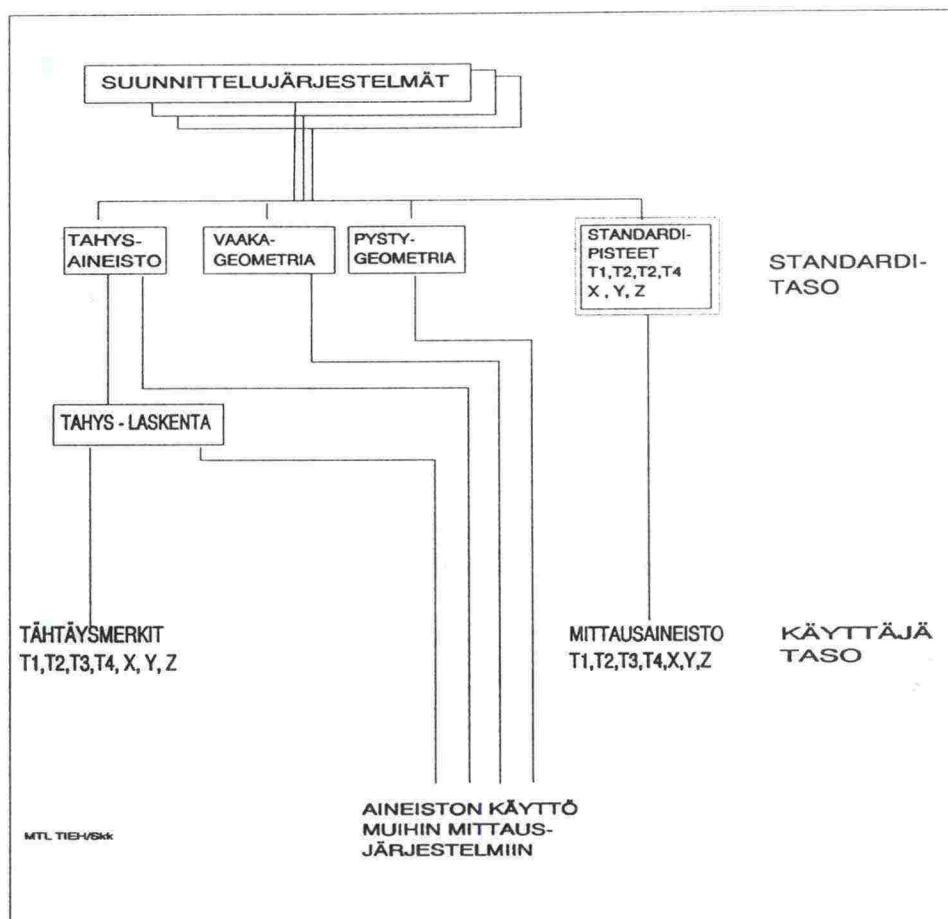 SUUNNITTELUJÄRJESTELMÄT
TAHYS-
AINEISTO
VAAKA-
GEOMETRIA
PYSTY-
GEOMETRIA
STANDARDI-
PISTEET
T1,T2,T2,T4
X , Y, Z
STANDARDI-
TASO
TAHYS - LASKENTA
TÄHTÄYSMERKIT
T1,T2,T3,T4, X, Y, Z
MITTAUSAINEISTO
T1,T2,T3,T4,X,Y,Z
KÄYTTÄJÄ
TASO
AINEISTON KÄYTTÖ
MUIHIN MITTAUS-
JÄRJESTELMIIN
MTL TIEH/Skk